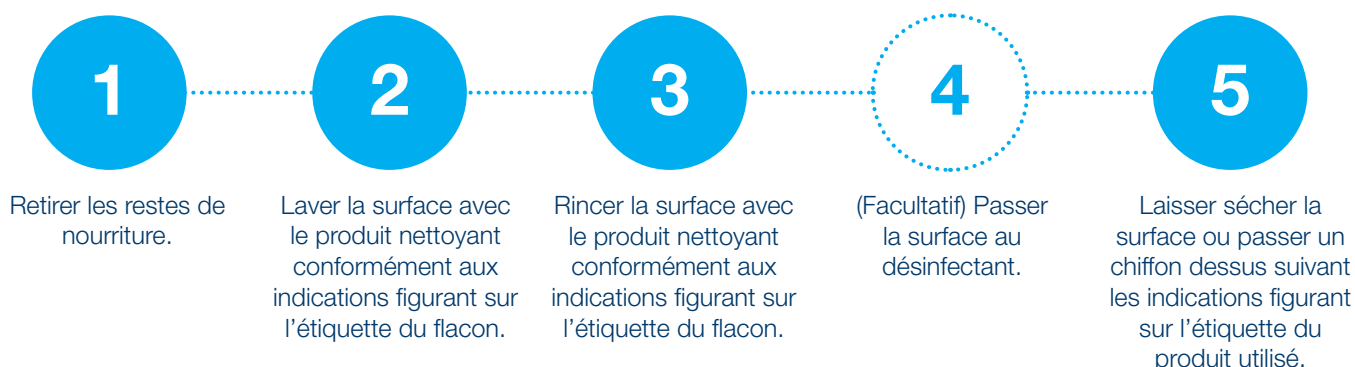 1
Retirer les restes de
nourriture.
2
Laver la surface avec
le produit nettoyant
conformément aux
indications figurant sur
l’étiquette du flacon.
3
Rincer la surface avec
le produit nettoyant
conformément aux
indications figurant sur
l’étiquette du flacon.
4
(Facultatif) Passer
la surface au
désinfectant.
5
Laisser sécher la
surface ou passer un
chiffon dessus suivant
les indications figurant
sur l’étiquette du
produit utilisé.